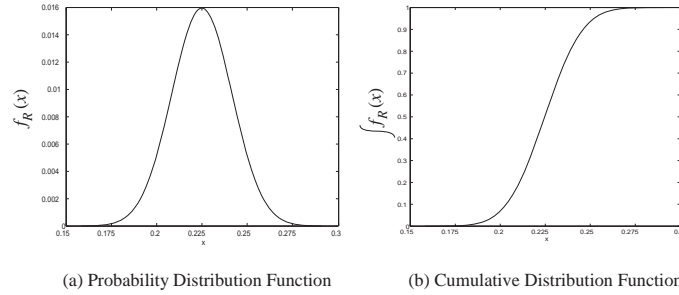 0.016
0.014
0.012
0.01
0.008
0.006
0.004
0.002
0
f_R(x)
0.15 0.175 0.2 0.225 0.25 0.275 0.3
x
(a) Probability Distribution Function
1
0.9
0.8
0.7
0.6
0.5
0.4
0.3
0.2
0.1
0
∫ f_R(x)
0.15 0.175 0.2 0.225 0.25 0.275 0.3
x
(b) Cumulative Distribution Function